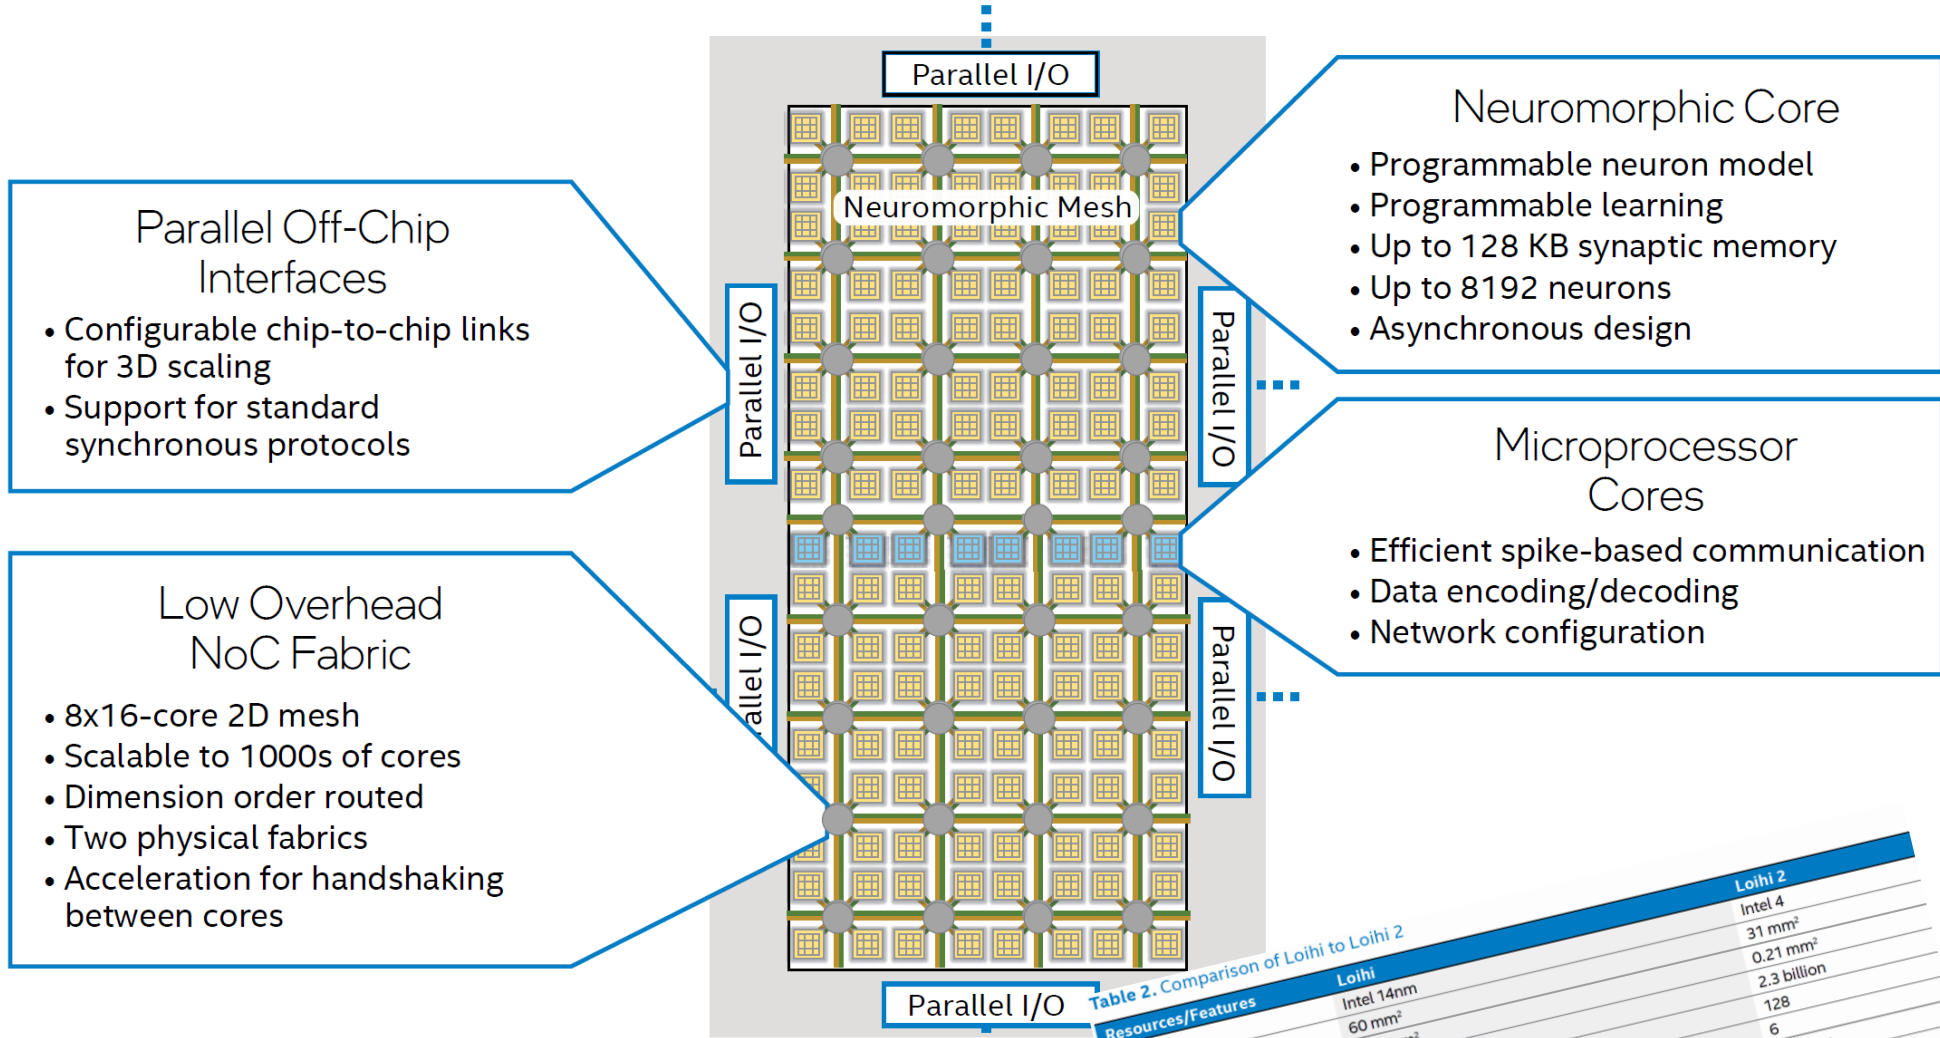 Parallel I/O
Neuromorphic Mesh
Parallel I/O
Parallel I/O
Parallel I/O
Parallel I/O
Parallel I/O
Parallel Off-Chip
Interfaces
• Configurable chip-to-chip links
for 3D scaling
• Support for standard
synchronous protocols
Low Overhead
NoC Fabric
• 8x16-core 2D mesh
• Scalable to 1000s of cores
• Dimension order routed
• Two physical fabrics
• Acceleration for handshaking
between cores
Neuromorphic Core
• Programmable neuron model
• Programmable learning
• Up to 128 KB synaptic memory
• Up to 8192 neurons
• Asynchronous design
Microprocessor
Cores
• Efficient spike-based communication
• Data encoding/decoding
• Network configuration
Table 2. Comparison of Loihi to Loihi 2
Resources/Features Loihi Loihi 2
Intel 14nm Intel 4
60 mm² 31 mm²
0.21 mm²
2.3 billion
128
6